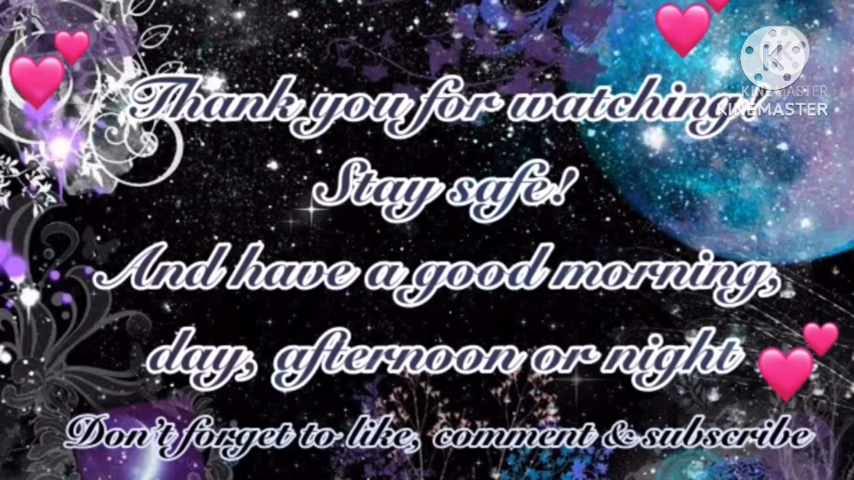 Thank you for watching
Stay safe!
And have a good morning,
day, afternoon or night
Don't forget to like, comment & subscribe
KINEMASTER
KINEMASTER